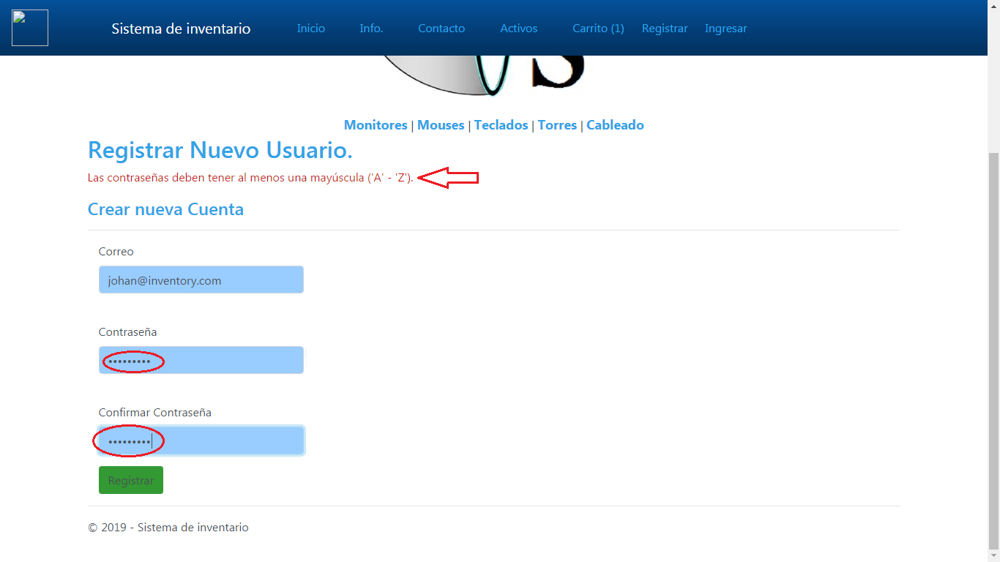 Sistema de inventario Inicio Info. Contacto Activos Carrito (1) Registrar Ingresar
S
Monitores | Mouses | Teclados | Torres | Cableado
Registrar Nuevo Usuario.
Las contraseñas deben tener al menos una mayúscula ('A' - 'Z').
Crear nueva Cuenta
Correo
johan@inventory.com
Contraseña
•••••••••
Confirmar Contraseña
•••••••••
Registrar
© 2019 - Sistema de inventario